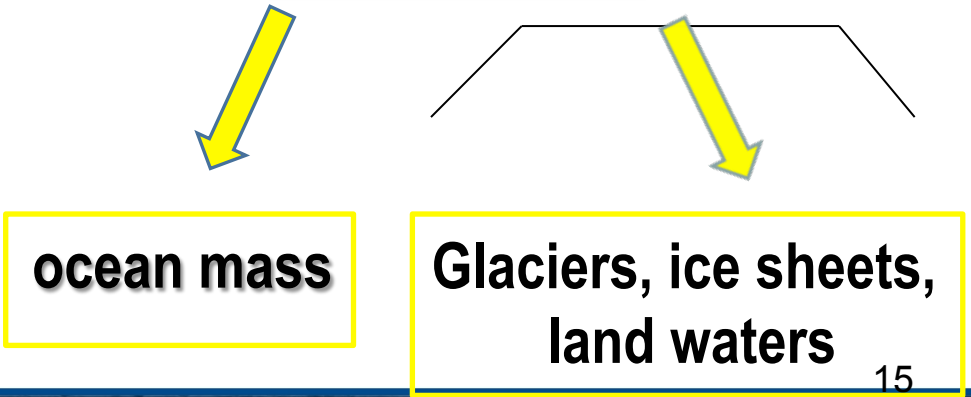 ocean mass
Glaciers, ice sheets,
land waters
15